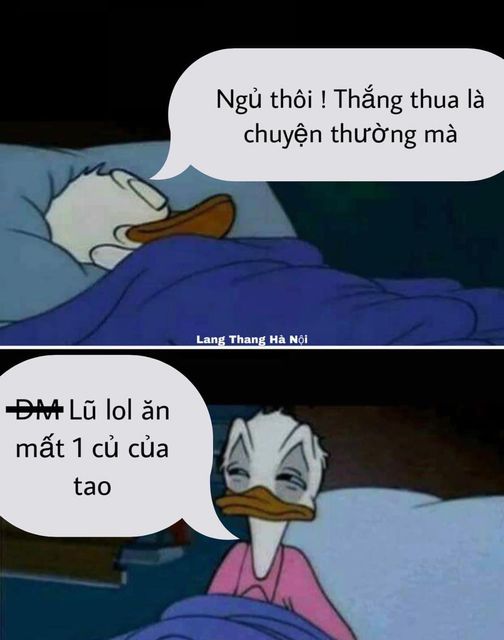 Ngủ thôi ! Thắng thua là
chuyện thường mà
Lang Thang Hà Nội
ĐM Lũ lol ăn
mất 1 củ của
tao